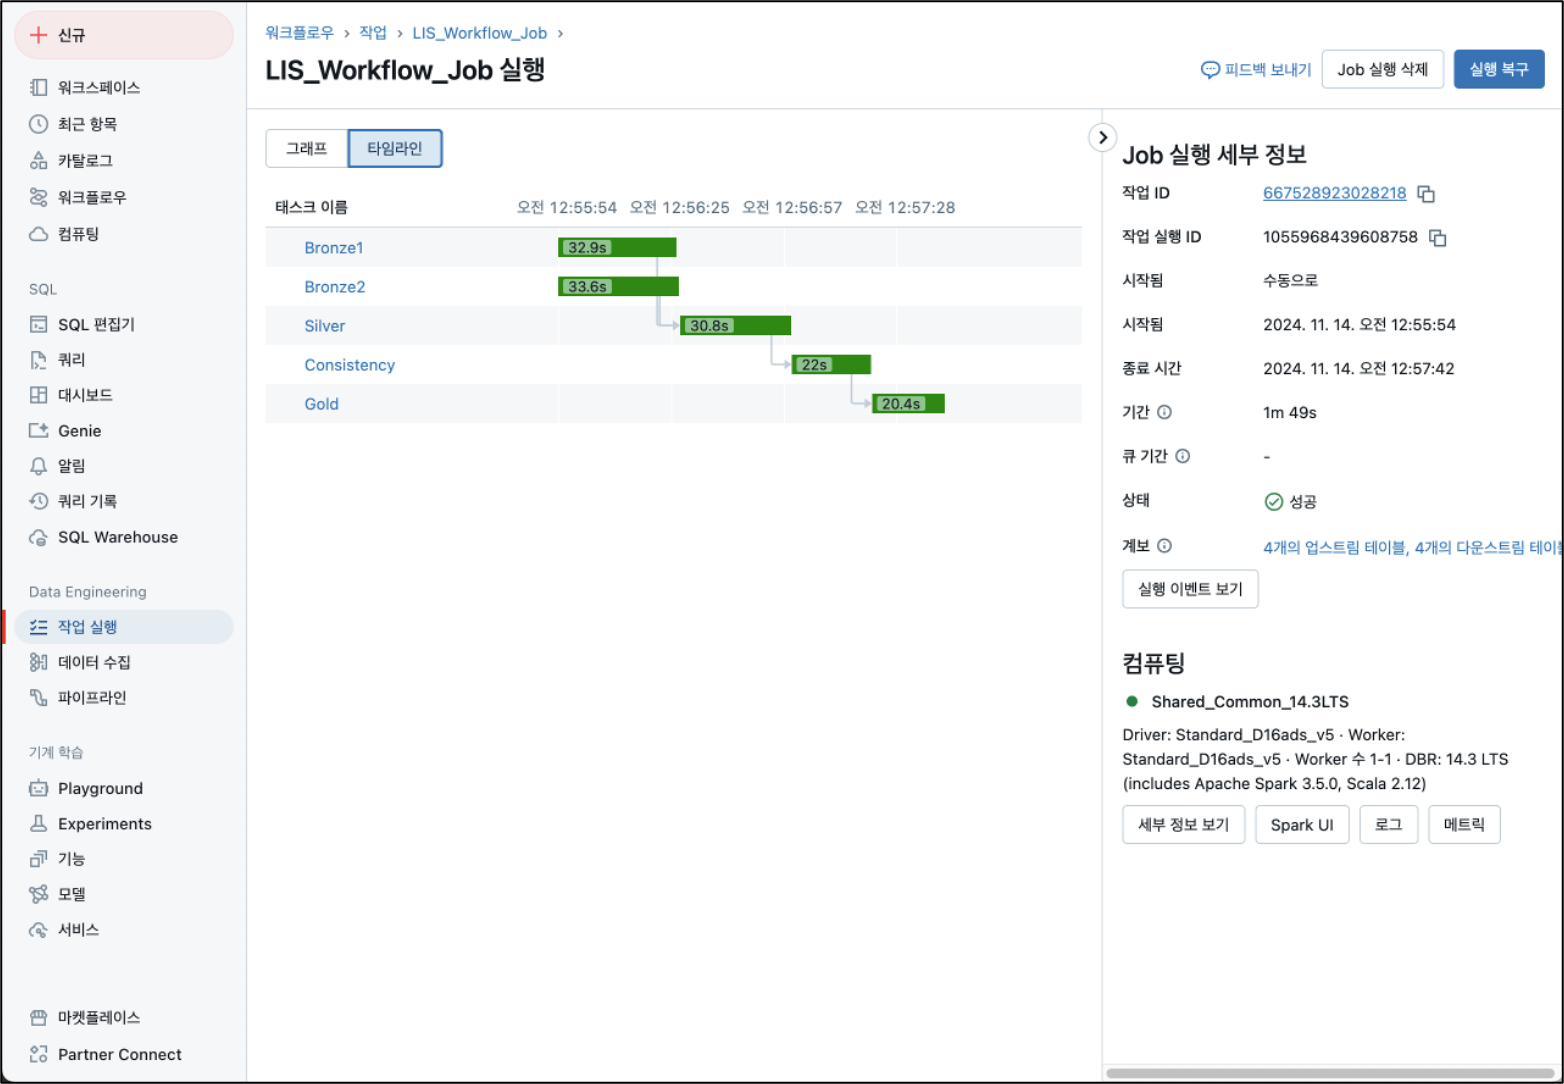 신규
워크스페이스
최근 항목
카탈로그
워크플로우
컴퓨팅
SQL
SQL 편집기
쿼리
대시보드
Genie
알림
쿼리 기록
SQL Warehouse
Data Engineering
작업 실행
데이터 수집
파이프라인
기계 학습
Playground
Experiments
기능
모델
서비스
마켓플레이스
Partner Connect
워크플로우 › 작업 › LIS_Workflow_Job ›
LIS_Workflow_Job 실행
피드백 보내기
Job 실행 삭제
실행 복구
그래프
타임라인
태스크 이름 오전 12:55:54 오전 12:56:25 오전 12:56:57 오전 12:57:28
Bronze1 32.9s
Bronze2 33.6s
Silver 30.8s
Consistency 22s
Gold 20.4s
Job 실행 세부 정보
작업 ID 667528923028218
작업 실행 ID 1055968439608758
시작됨 수동으로
시작됨 2024. 11. 14. 오전 12:55:54
종료 시간 2024. 11. 14. 오전 12:57:42
기간 1m 49s
큐 기간 -
상태 성공
계보 4개의 업스트림 테이블, 4개의 다운스트림 테이블
실행 이벤트 보기
컴퓨팅
Shared_Common_14.3LTS
Driver: Standard_D16ads_v5 · Worker:
Standard_D16ads_v5 · Worker 수 1-1 · DBR: 14.3 LTS
(includes Apache Spark 3.5.0, Scala 2.12)
세부 정보 보기
Spark UI
로그
메트릭